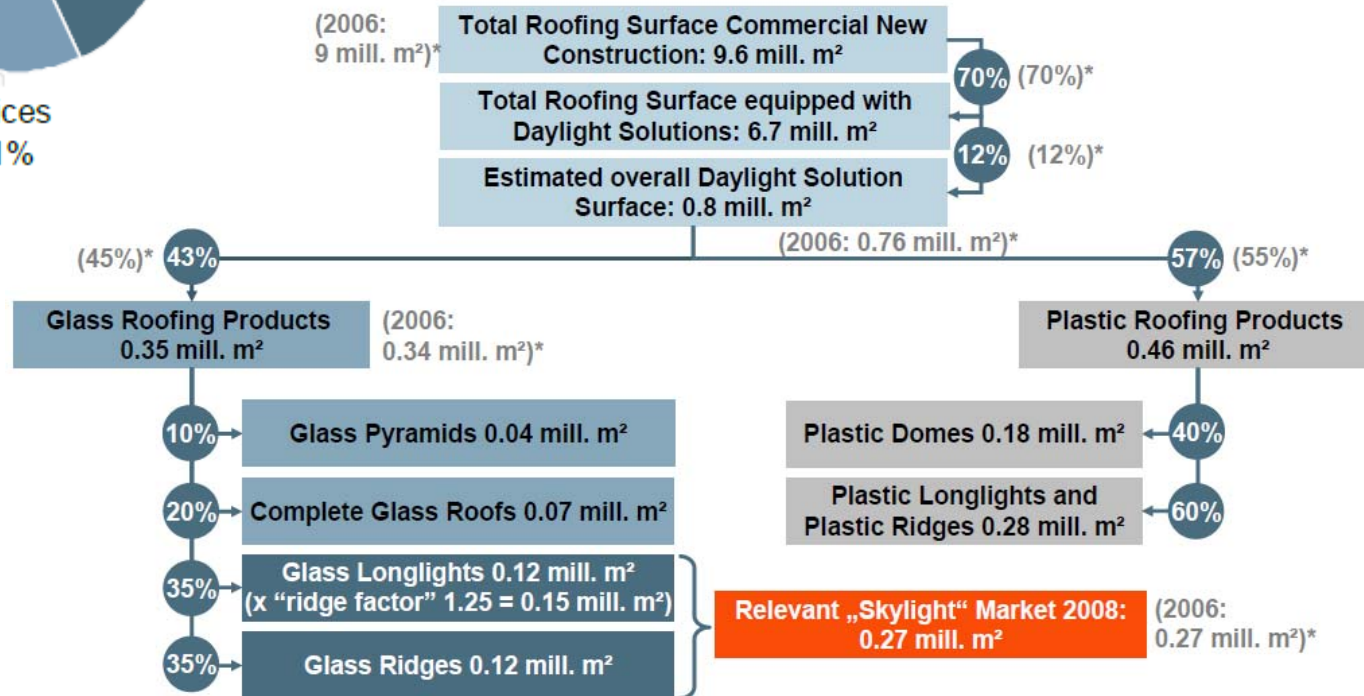 (2006:
9 mill. m²)*
Total Roofing Surface Commercial New
Construction: 9.6 mill. m²
70% (70%)*
Total Roofing Surface equipped with
Daylight Solutions: 6.7 mill. m²
12% (12%)*
Estimated overall Daylight Solution
Surface: 0.8 mill. m²
ces
%
(2006: 0.76 mill. m²)*
(45%)* 43%
57% (55%)*
Glass Roofing Products
0.35 mill. m²
(2006:
0.34 mill. m²)*
Plastic Roofing Products
0.46 mill. m²
10%
Glass Pyramids 0.04 mill. m²
20%
Complete Glass Roofs 0.07 mill. m²
35%
Glass Longlights 0.12 mill. m²
(x “ridge factor” 1.25 = 0.15 mill. m²)
35%
Glass Ridges 0.12 mill. m²
Plastic Domes 0.18 mill. m²
40%
Plastic Longlights and
Plastic Ridges 0.28 mill. m²
60%
Relevant „Skylight“ Market 2008:
0.27 mill. m²
(2006:
0.27 mill. m²)*